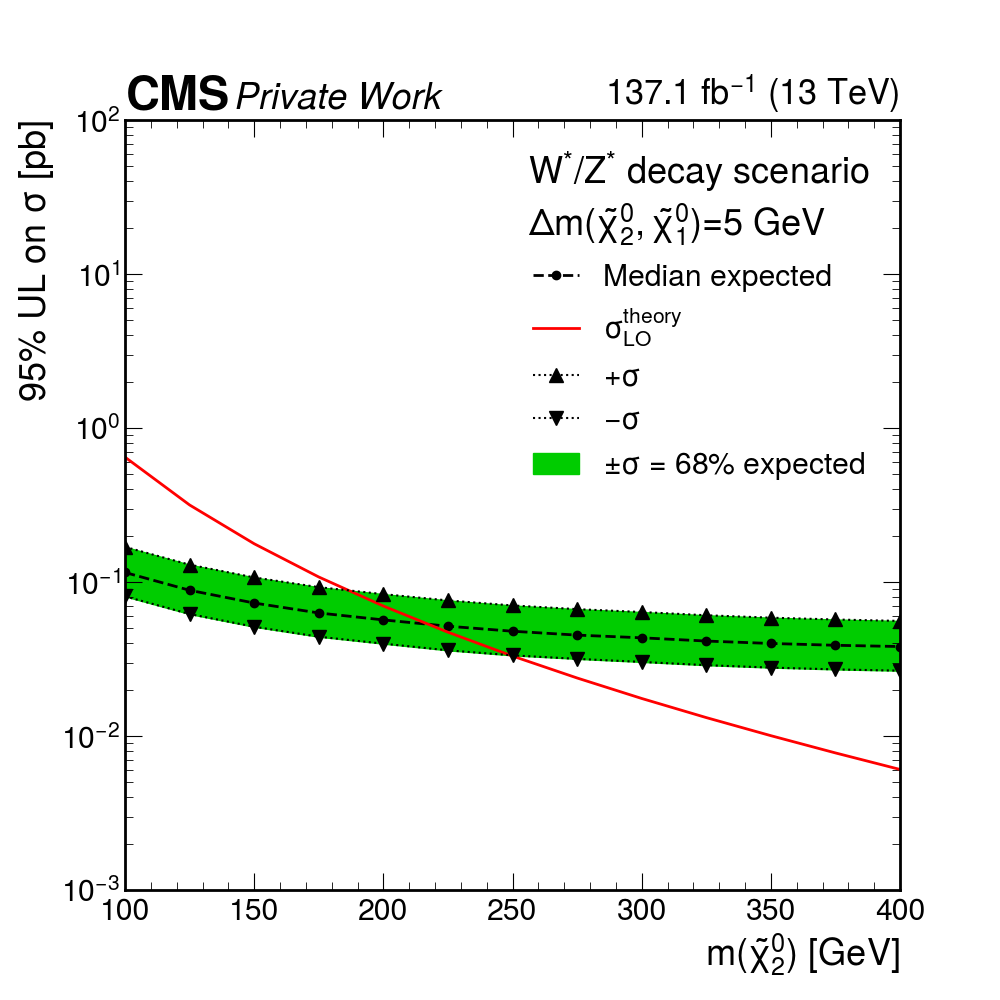 CMS Private Work 137.1 fb⁻¹ (13 TeV)
95% UL on σ [pb]
10²
10¹
10⁰
10⁻¹
10⁻²
10⁻³
W*/Z* decay scenario
Δm(χ̃⁰₂, χ̃⁰₁)=5 GeV
Median expected
σ^theory_LO
+σ
−σ
±σ = 68% expected
100 150 200 250 300 350 400
m(χ̃⁰₂) [GeV]